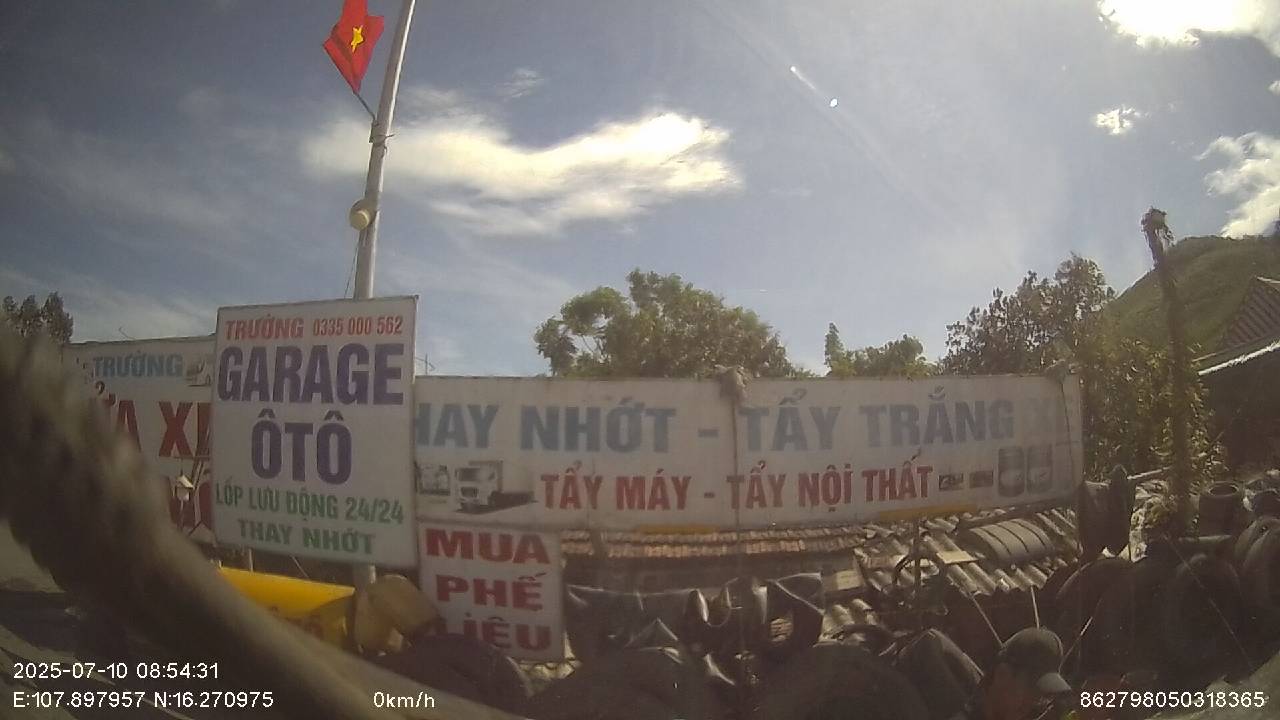 TRƯỜNG 0335 000 562
GARAGE
ÔTÔ
LỐP LƯU ĐỘNG 24/24
THAY NHỚT
TRƯỜNG
HAY NHỚT - TẨY TRẮNG
TẨY MÁY - TẨY NỘI THẤT
MUA
PHẾ
LIỆU
2025-07-10 08:54:31
E:107.897957 N:16.270975
0km/h
862798050318365